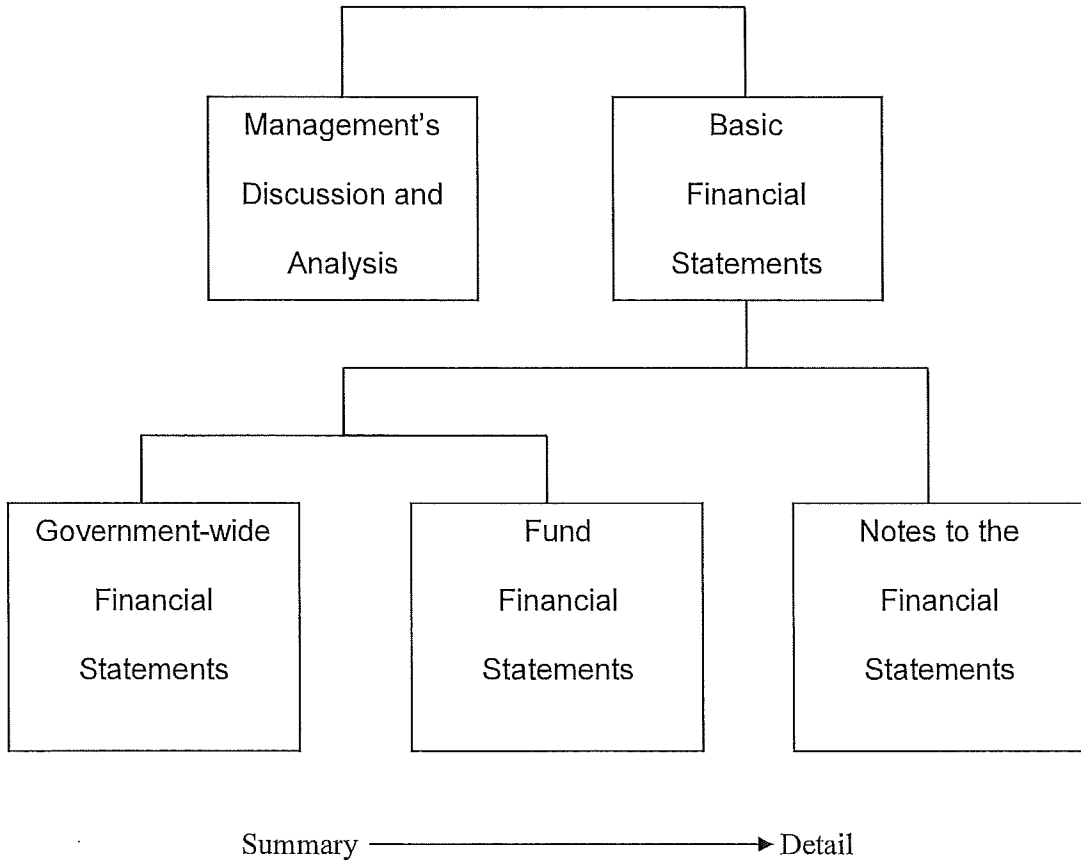 Management's
Discussion and
Analysis
Basic
Financial
Statements
Government-wide
Financial
Statements
Fund
Financial
Statements
Notes to the
Financial
Statements
Summary
Detail